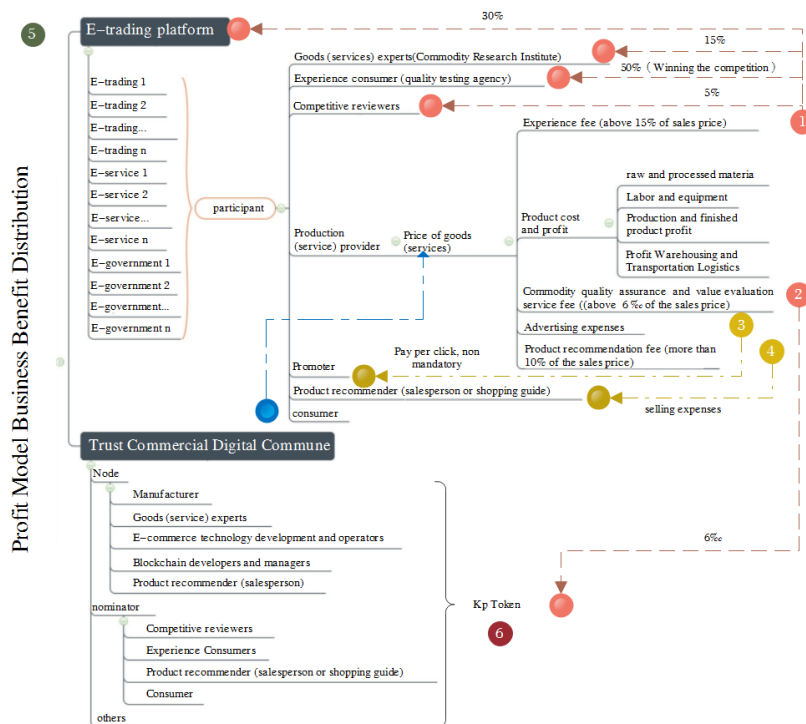 5
E-trading platform
30%
15%
Goods (services) experts(Commodity Research Institute)
50%（Winning the competition）
Experience consumer (quality testing agency)
5%
Competitive reviewers
1
E-trading 1
E-trading 2
E-trading...
E-trading n
E-service 1
E-service 2
E-service...
E-service n
E-government 1
E-government 2
E-government...
E-government n
participant
Production
(service) provider
Price of goods
(services)
Experience fee (above 15% of sales price)
Product cost
and profit
raw and processed materia
Labor and equipment
Production and finished
product profit
Profit Warehousing and
Transportation Logistics
Commodity quality assurance and value evaluation
service fee ((above 6‰ of the sales price)
2
Advertising expenses
3
Product recommendation fee (more than
10% of the sales price)
4
Pay per click, non
mandatory
Promoter
Product recommender (salesperson or shopping guide)
selling expenses
consumer
Profit Model Business Benefit Distribution
Trust Commercial Digital Commune
Node
Manufacturer
Goods (service) experts
E-commerce technology development and operators
Blockchain developers and managers
Product recommender (salesperson)
nominator
Competitive reviewers
Experience Consumers
Product recommender (salesperson or shopping guide)
Consumer
others
6‰
Kp Token
6